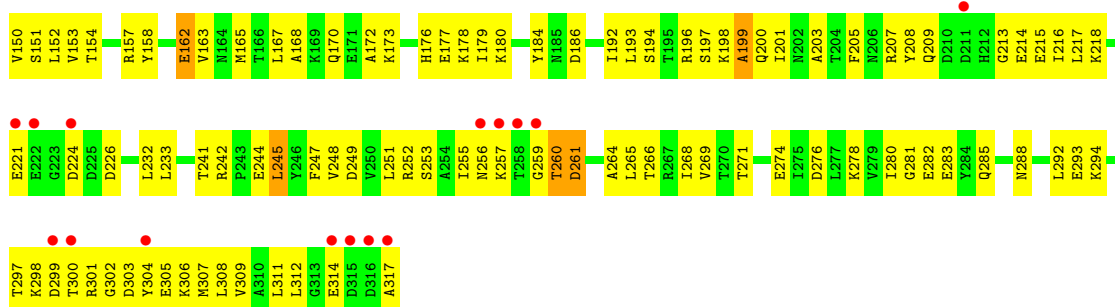 V150 S151 L152 V153 T154 R157 Y158 E162 V163 N164 M165 T166 L167 A168 K169 Q170 E171 A172 K173 H176 E177 K178 I179 K180 Y184 N185 D186 I192 L193 S194 T195 R196 S197 K198 A199 Q200 I201 N202 A203 T204 F205 N206 R207 Y208 Q209 D210 D211 H212 G213 E214 E215 I216 L217 K218
E221 E222 G223 D224 D225 D226 L232 L233 T241 R242 P243 E244 L245 Y246 F247 V248 D249 V250 L251 R252 S253 A254 I255 N256 K257 T258 G259 T260 D261 A264 L265 T266 R267 I268 V269 T270 T271 E274 I275 D276 L277 K278 V279 I280 G281 E282 E283 Y284 Q285 N288 L292 E293 K294
T297 K298 D299 T300 R301 G302 D303 Y304 E305 K306 M307 L308 V309 A310 L311 L312 G313 E314 D315 D316 A317